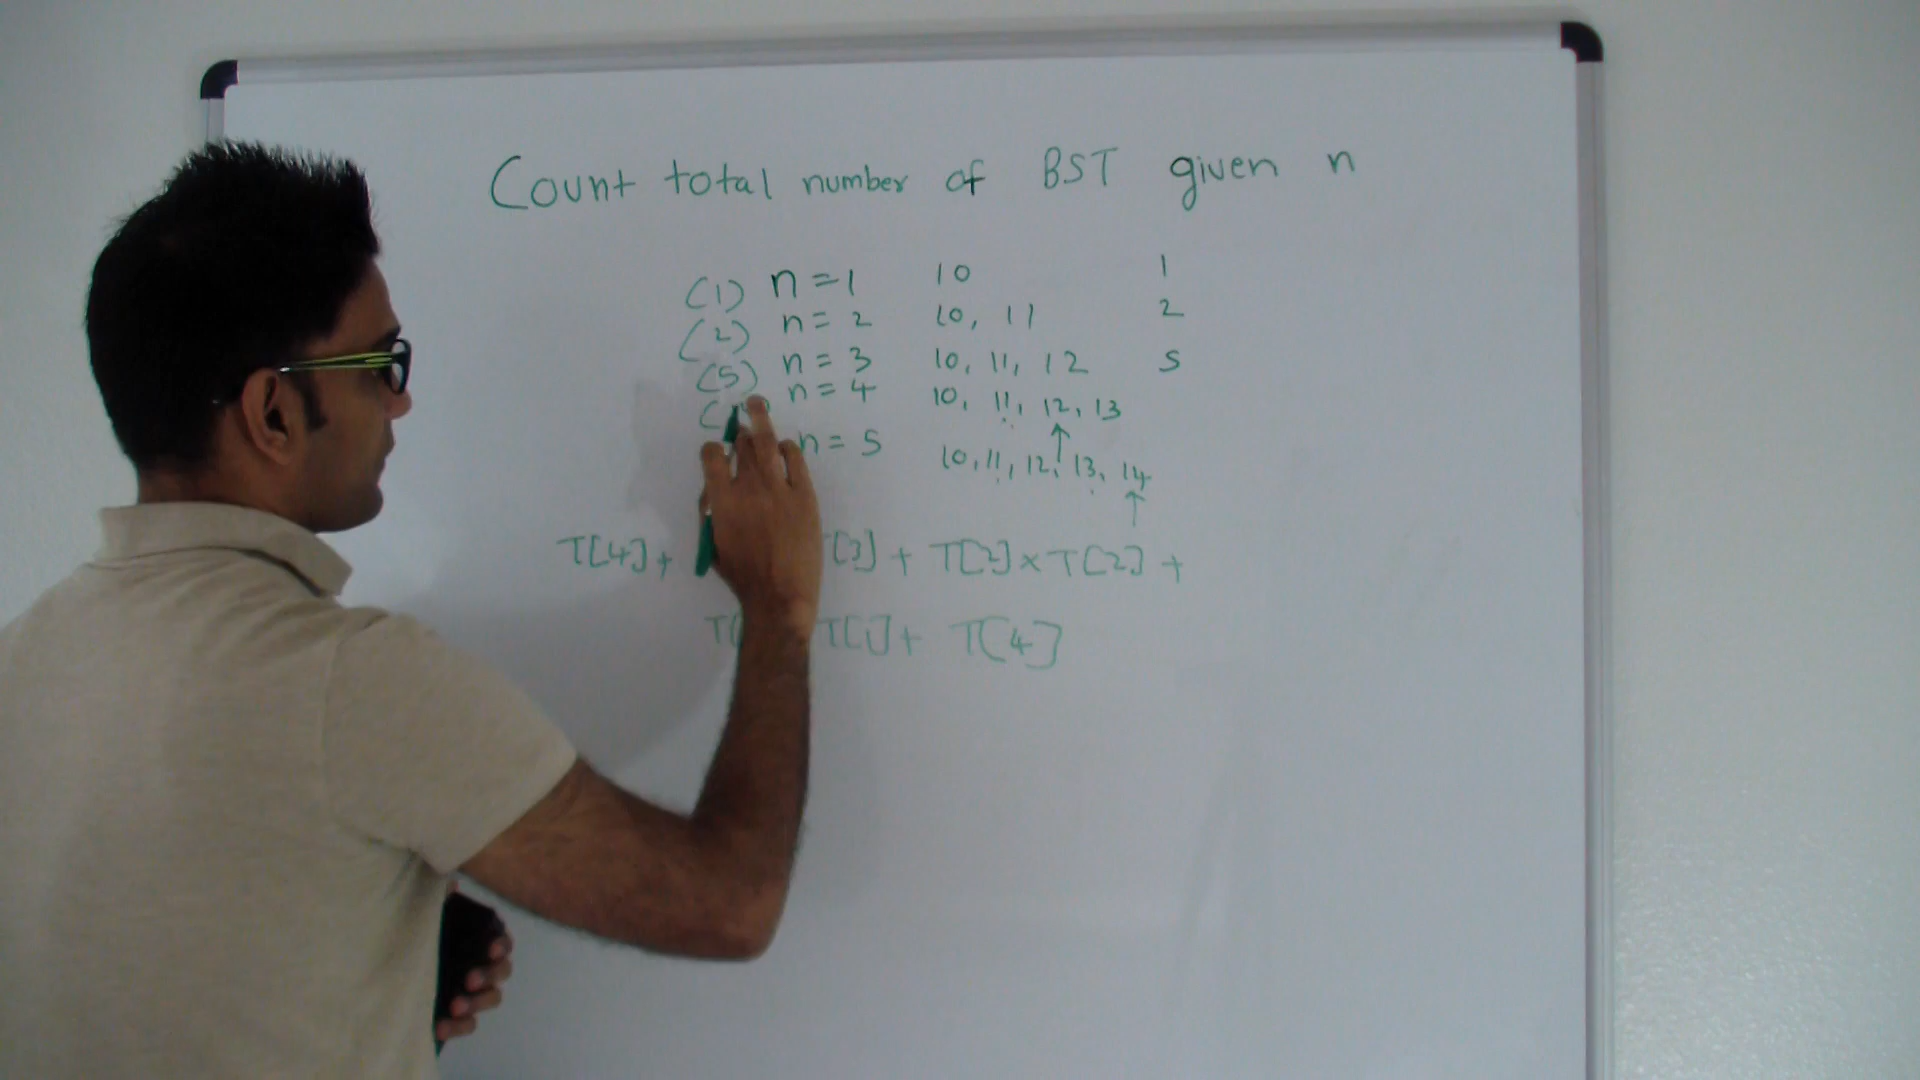 Count total number of BST given n
(1) n = 1 10 1
(2) n = 2 10, 11 2
(5) n = 3 10, 11, 12 5
n = 4 10, 11, 12, 13
n = 5 10, 11, 12, 13, 14
T[4] + [3] + T[2] × T[2] +
T[1] + T[4]